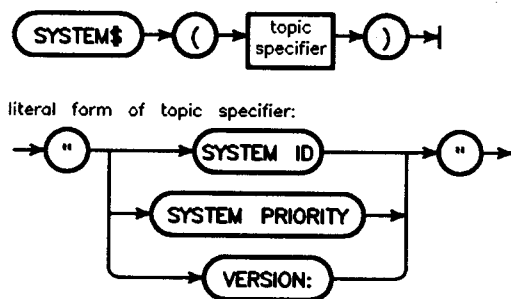 SYSTEM$ ( topic specifier )
literal form of topic specifier:
" SYSTEM ID "
SYSTEM PRIORITY
VERSION: